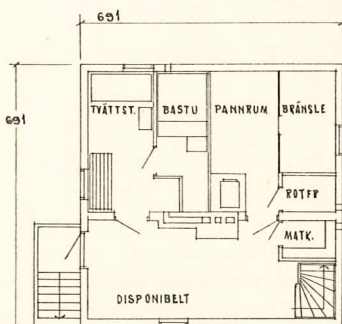 691
691
TVÄTTST.
BASTU
PANNRUM
BRÄNSLE
ROTFR
MATK.
DISPONIBELT